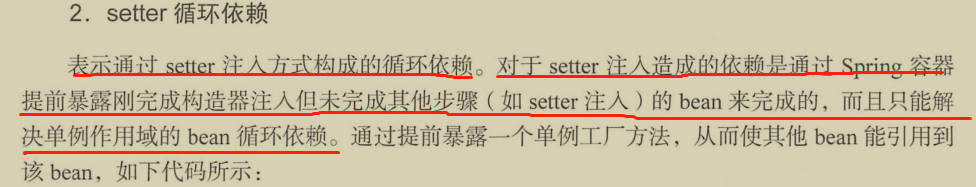 2．setter 循环依赖
表示通过 setter 注入方式构成的循环依赖。对于 setter 注入造成的依赖是通过 Spring 容器
提前暴露刚完成构造器注入但未完成其他步骤（如 setter 注入）的 bean 来完成的，而且只能解
决单例作用域的 bean 循环依赖。通过提前暴露一个单例工厂方法，从而使其他 bean 能引用到
该 bean，如下代码所示：